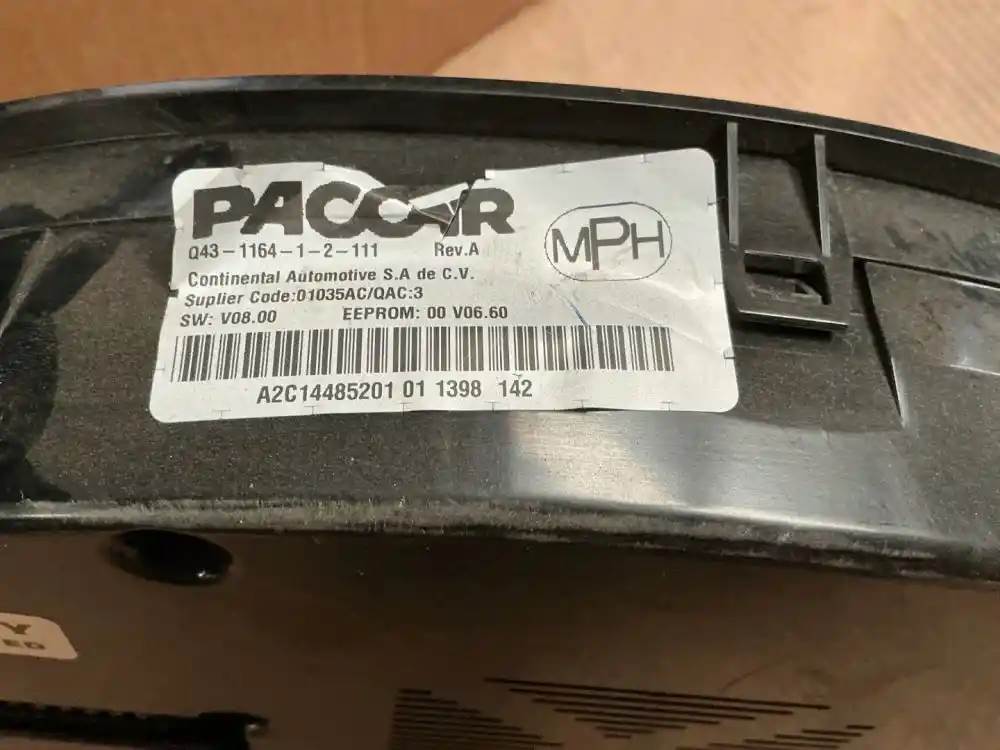 PACCAR
Q43-1164-1-2-111 Rev.A
MPH
Continental Automotive S.A de C.V.
Suplier Code:01035AC/QAC:3
SW: V08.00 EEPROM: 00 V06.60
A2C14485201 01 1398 142